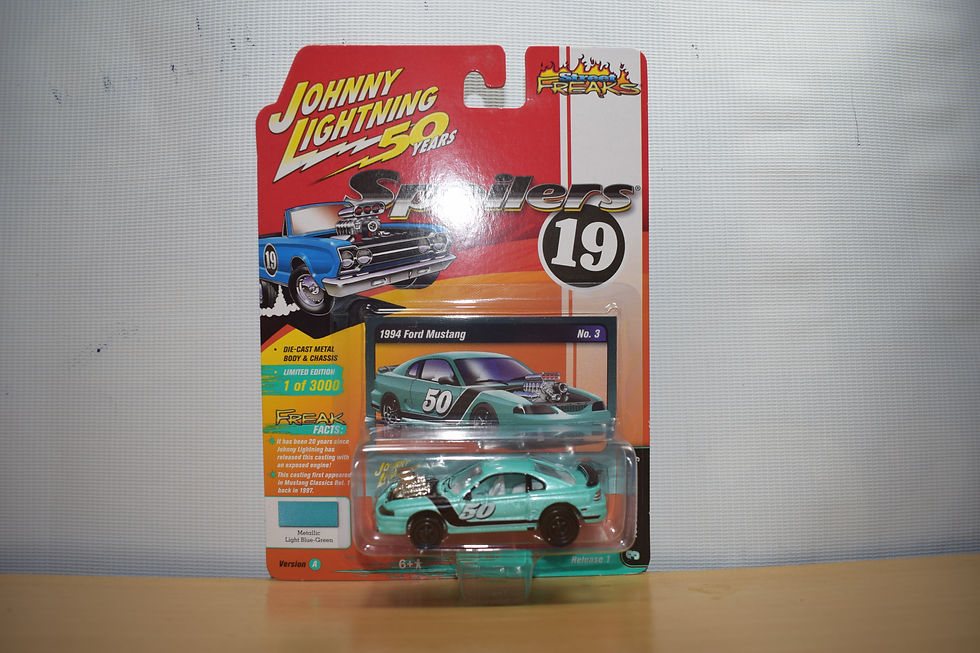 JOHNNY
LIGHTNING
50
YEARS
Street
FREAKS
Spoilers®
19
19
1994 Ford Mustang No. 3
50
• DIE-CAST METAL
BODY & CHASSIS
• LIMITED EDITION
1 of 3000
FREAK
FACTS:
It has been 20 years since
Johnny Lightning has
released this casting with
an exposed engine!
This casting first appeared
in Mustang Classics Rel. 1
back in 1997.
50
Metallic
Light Blue-Green
Version A
6+
Release 1
3